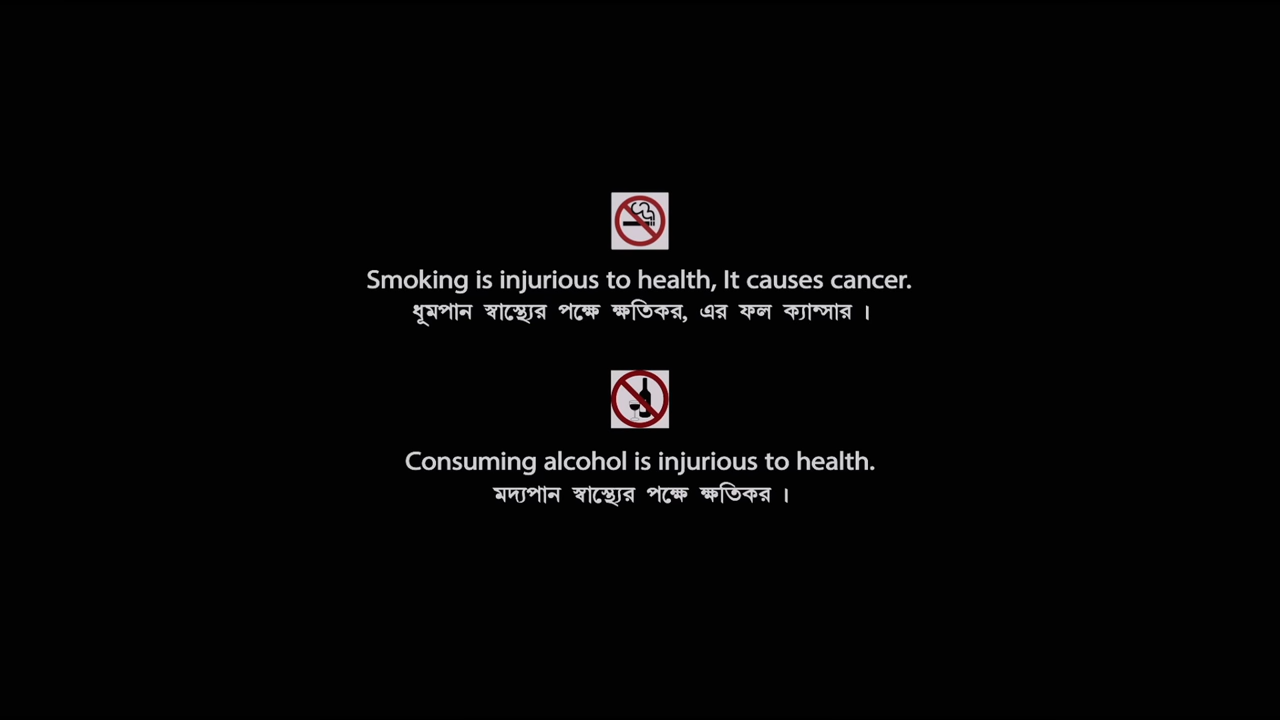 Smoking is injurious to health, It causes cancer.
ধূমপান স্বাস্থ্যের পক্ষে ক্ষতিকর, এর ফল ক্যান্সার ।
Consuming alcohol is injurious to health.
মদ্যপান স্বাস্থ্যের পক্ষে ক্ষতিকর ।